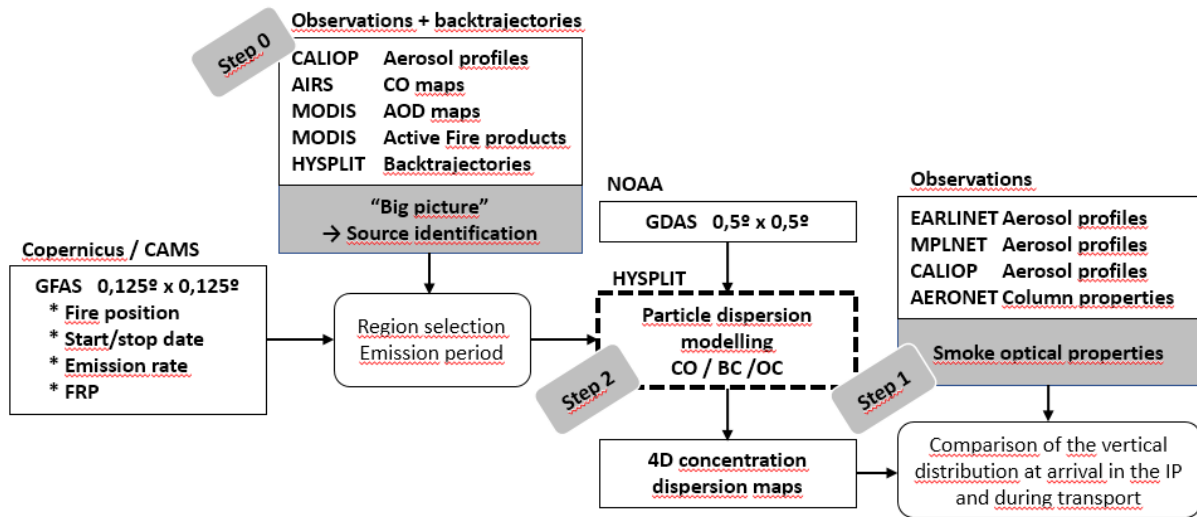 Step 0
Observations + backtrajectories
CALIOP Aerosol profiles
AIRS CO maps
MODIS AOD maps
MODIS Active Fire products
HYSPLIT Backtrajectories
“Big picture”
→ Source identification
Copernicus / CAMS
GFAS 0,125º x 0,125º
* Fire position
* Start/stop date
* Emission rate
* FRP
Region selection
Emission period
NOAA
GDAS 0,5º x 0,5º
HYSPLIT
Particle dispersion
modelling
CO / BC /OC
Step 2
4D concentration
dispersion maps
Observations
EARLINET Aerosol profiles
MPLNET Aerosol profiles
CALIOP Aerosol profiles
AERONET Column properties
Smoke optical properties
Step 1
Comparison of the vertical
distribution at arrival in the IP
and during transport